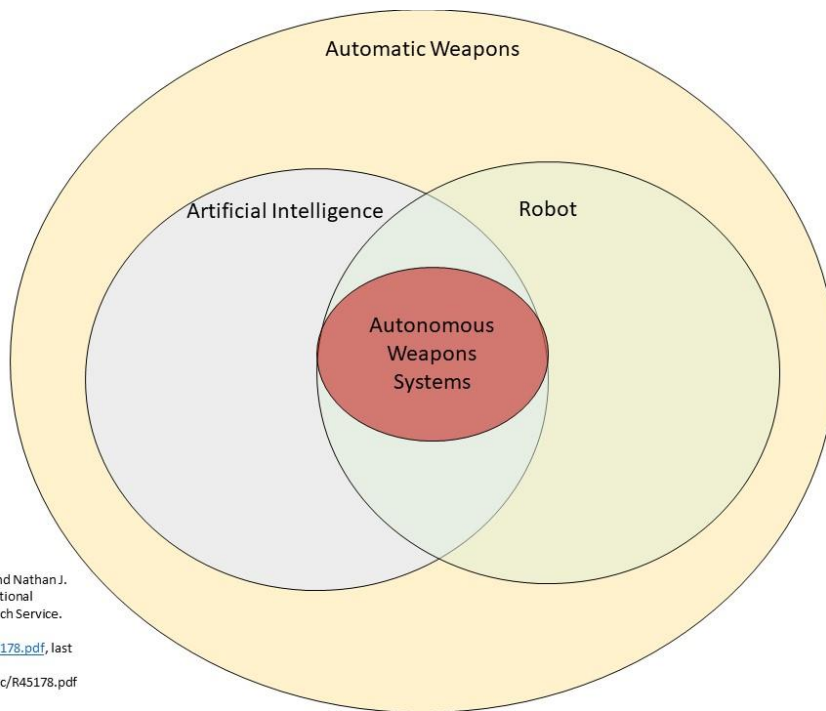 Automatic Weapons
Artificial Intelligence
Robot
Autonomous
Weapons
Systems
nd Nathan J.
tional
ch Service.
178.pdf, last
c/R45178.pdf